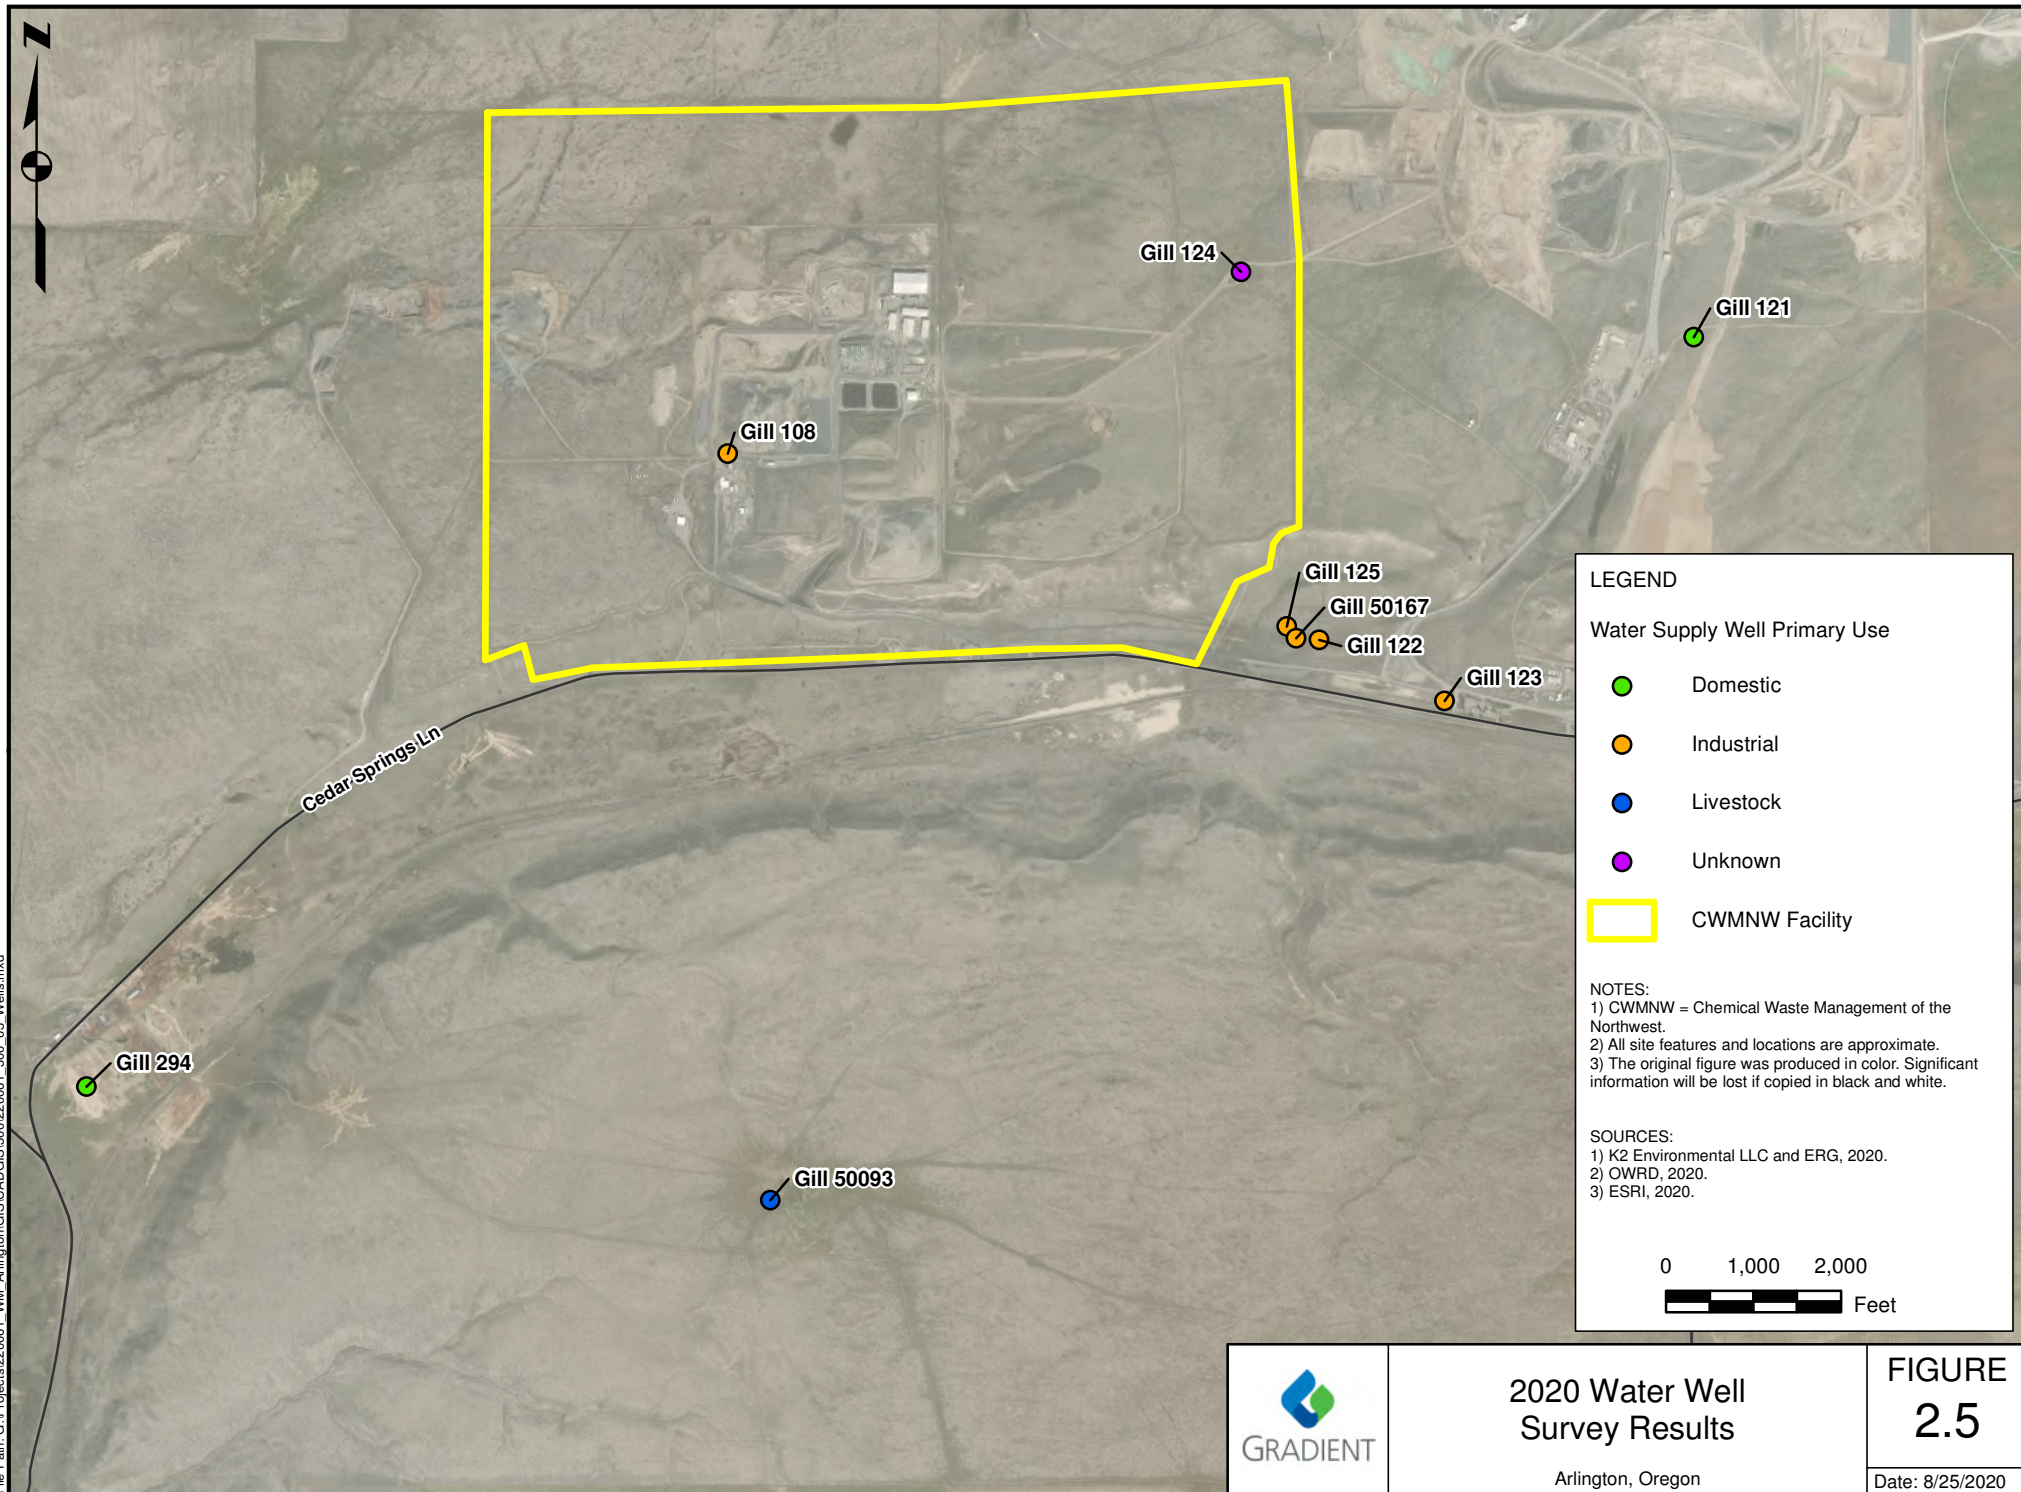 N
Gill 124
Gill 121
Gill 108
Gill 125
Gill 50167
Gill 122
Gill 123
Cedar Springs Ln
Gill 294
Gill 50093
LEGEND
Water Supply Well Primary Use
Domestic
Industrial
Livestock
Unknown
CWMNW Facility
NOTES:
1) CWMNW = Chemical Waste Management of the
Northwest.
2) All site features and locations are approximate.
3) The original figure was produced in color. Significant
information will be lost if copied in black and white.
SOURCES:
1) K2 Environmental LLC and ERG, 2020.
2) OWRD, 2020.
3) ESRI, 2020.
0 1,000 2,000
Feet
GRADIENT
2020 Water Well
Survey Results
Arlington, Oregon
FIGURE
2.5
Date: 8/25/2020